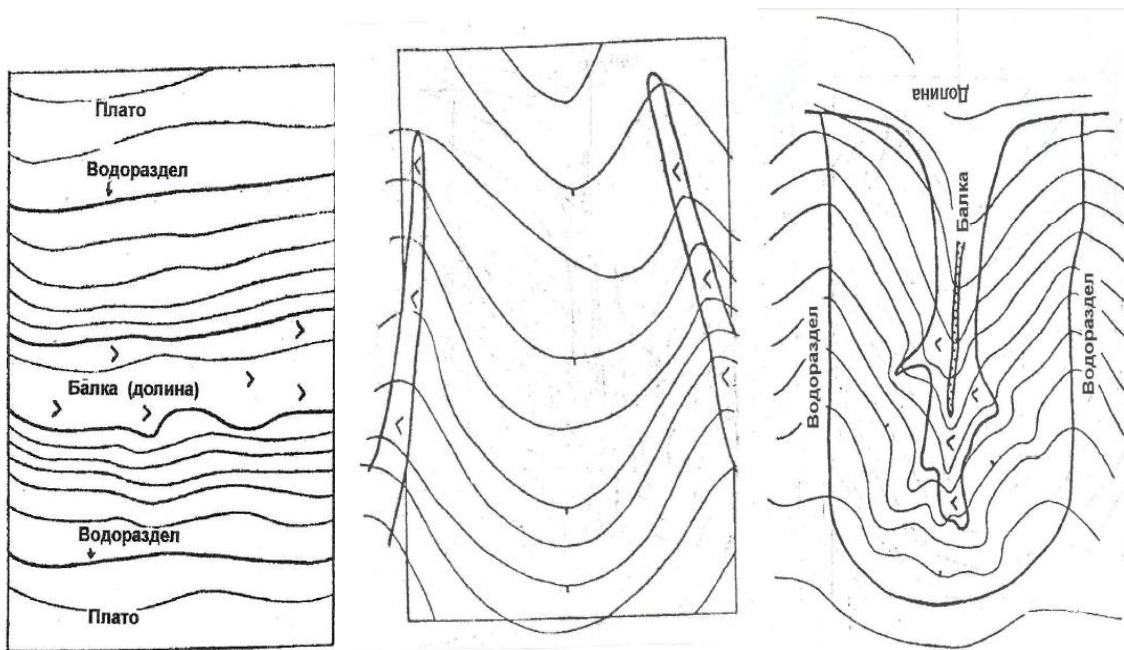 Плато
Водораздел
Балка (долина)
Водораздел
Плато
Долина
Балка
Водораздел
Водораздел